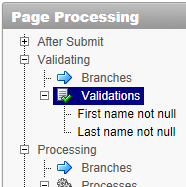 Page Processing
After Submit
Validating
Branches
Validations
First name not null
Last name not null
Processing
Branches
Processes